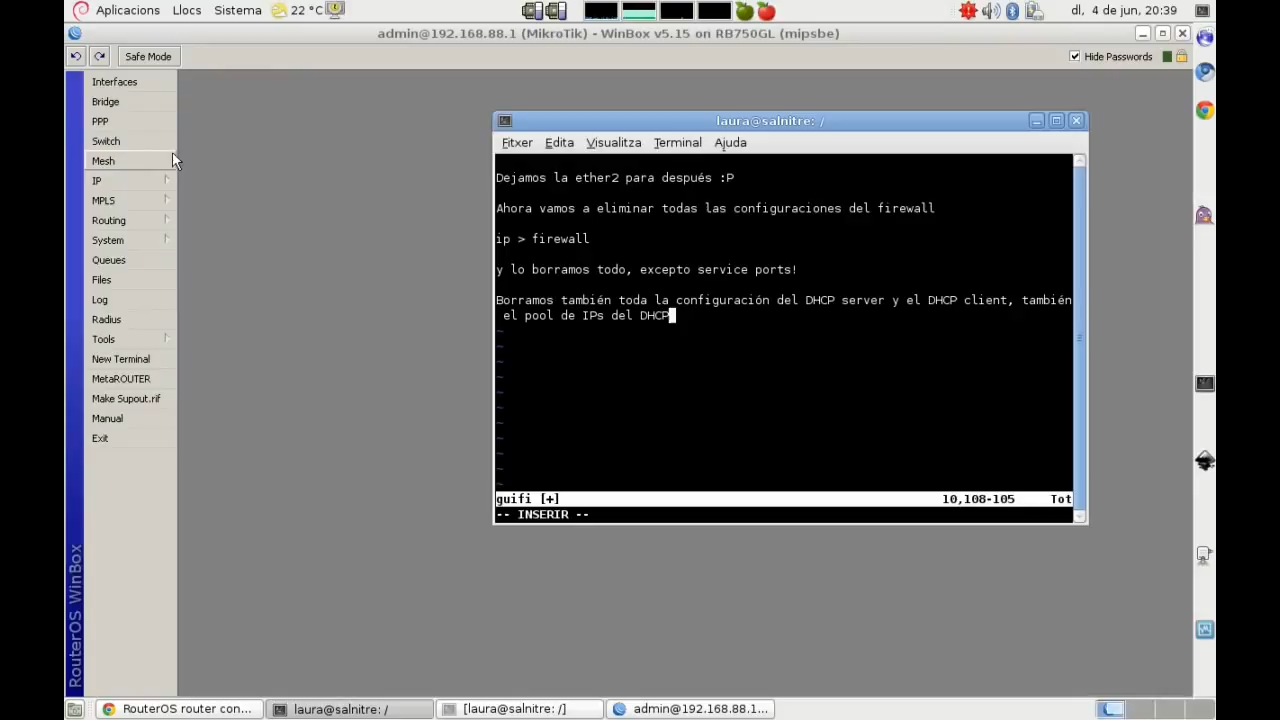 Aplicacions Llocs Sistema 22 °C dl, 4 de jun, 20:39
admin@192.168.88.1 (MikroTik) - WinBox v5.15 on RB750GL (mipsbe)
Safe Mode Hide Passwords
Interfaces
Bridge
PPP
Switch
Mesh
IP
MPLS
Routing
System
Queues
Files
Log
Radius
Tools
New Terminal
MetaROUTER
Make Supout.rif
Manual
Exit
RouterOS WinBox
laura@salnitre: /
Fitxer Edita Visualitza Terminal Ajuda
Dejamos la ether2 para después :P
Ahora vamos a eliminar todas las configuraciones del firewall
ip > firewall
y lo borramos todo, excepto service ports!
Borramos también toda la configuración del DHCP server y el DHCP client, también
el pool de IPs del DHCP
~
~
~
~
~
~
~
~
~
~
~
guifi [+] 10,108-105 Tot
-- INSERIR --
RouterOS router con... laura@salnitre: / [laura@salnitre: /] admin@192.168.88.1...